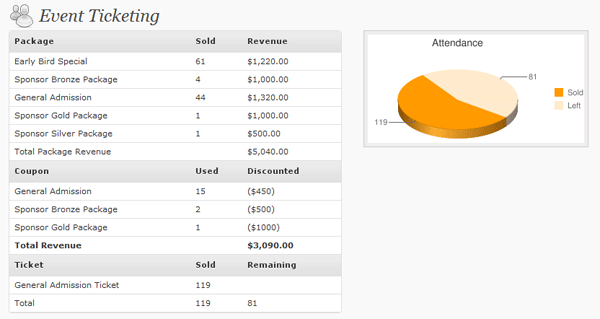 Event Ticketing
Package Sold Revenue
Early Bird Special 61 $1,220.00
Sponsor Bronze Package 4 $1,000.00
General Admission 44 $1,320.00
Sponsor Gold Package 1 $1,000.00
Sponsor Silver Package 1 $500.00
Total Package Revenue $5,040.00
Coupon Used Discounted
General Admission 15 ($450)
Sponsor Bronze Package 2 ($500)
Sponsor Gold Package 1 ($1000)
Total Revenue $3,090.00
Ticket Sold Remaining
General Admission Ticket 119
Total 119 81
Attendance
81
119
Sold
Left